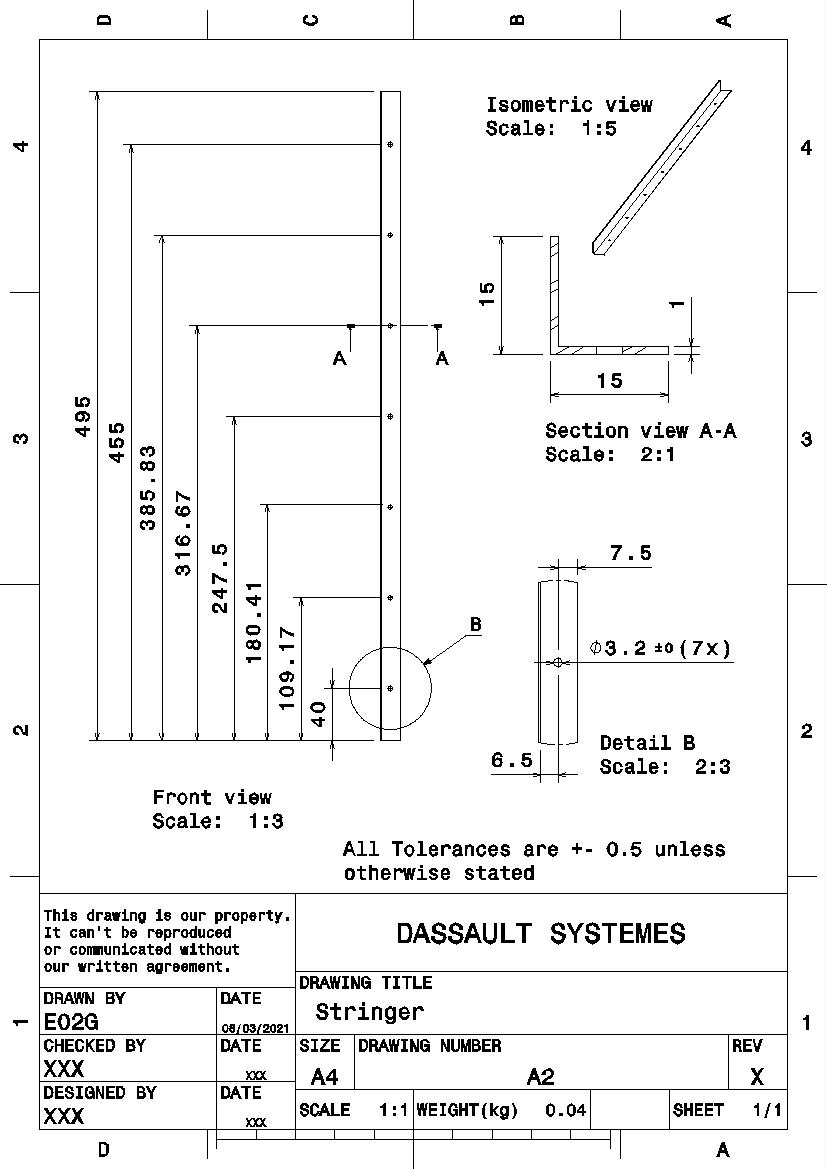 D C B A
4 4
3 3
2 2
1 1
D A
Isometric view
Scale: 1:5
495
455
385.83
316.67
247.5
180.41
109.17
40
A A
B
Front view
Scale: 1:3
15
1
15
Section view A-A
Scale: 2:1
7.5
Ø3.2 ±0 (7x)
6.5
Detail B
Scale: 2:3
All Tolerances are +- 0.5 unless
otherwise stated
This drawing is our property.
It can't be reproduced
or communicated without
our written agreement.
DASSAULT SYSTEMES
DRAWING TITLE
Stringer
DRAWN BY DATE
E02G 08/03/2021
CHECKED BY DATE
XXX XXX
DESIGNED BY DATE
XXX XXX
SIZE DRAWING NUMBER REV
A4 A2 X
SCALE 1:1 WEIGHT(kg) 0.04 SHEET 1/1